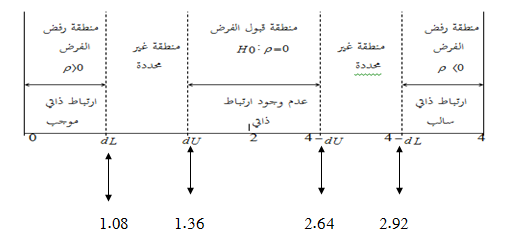 منطقة رفض
الفرض
ρ>0
منطقة غير
محددة
منطقة قبول الفرض
H0: ρ=0
منطقة غير
محددة
منطقة رفض
الفرض
ρ <0
ارتباط ذاتي
موجب
عدم وجود ارتباط
ذاتي
ارتباط ذاتي
سالب
0 dL dU 2 4-dU 4-dL 4
1.08 1.36 2.64 2.92